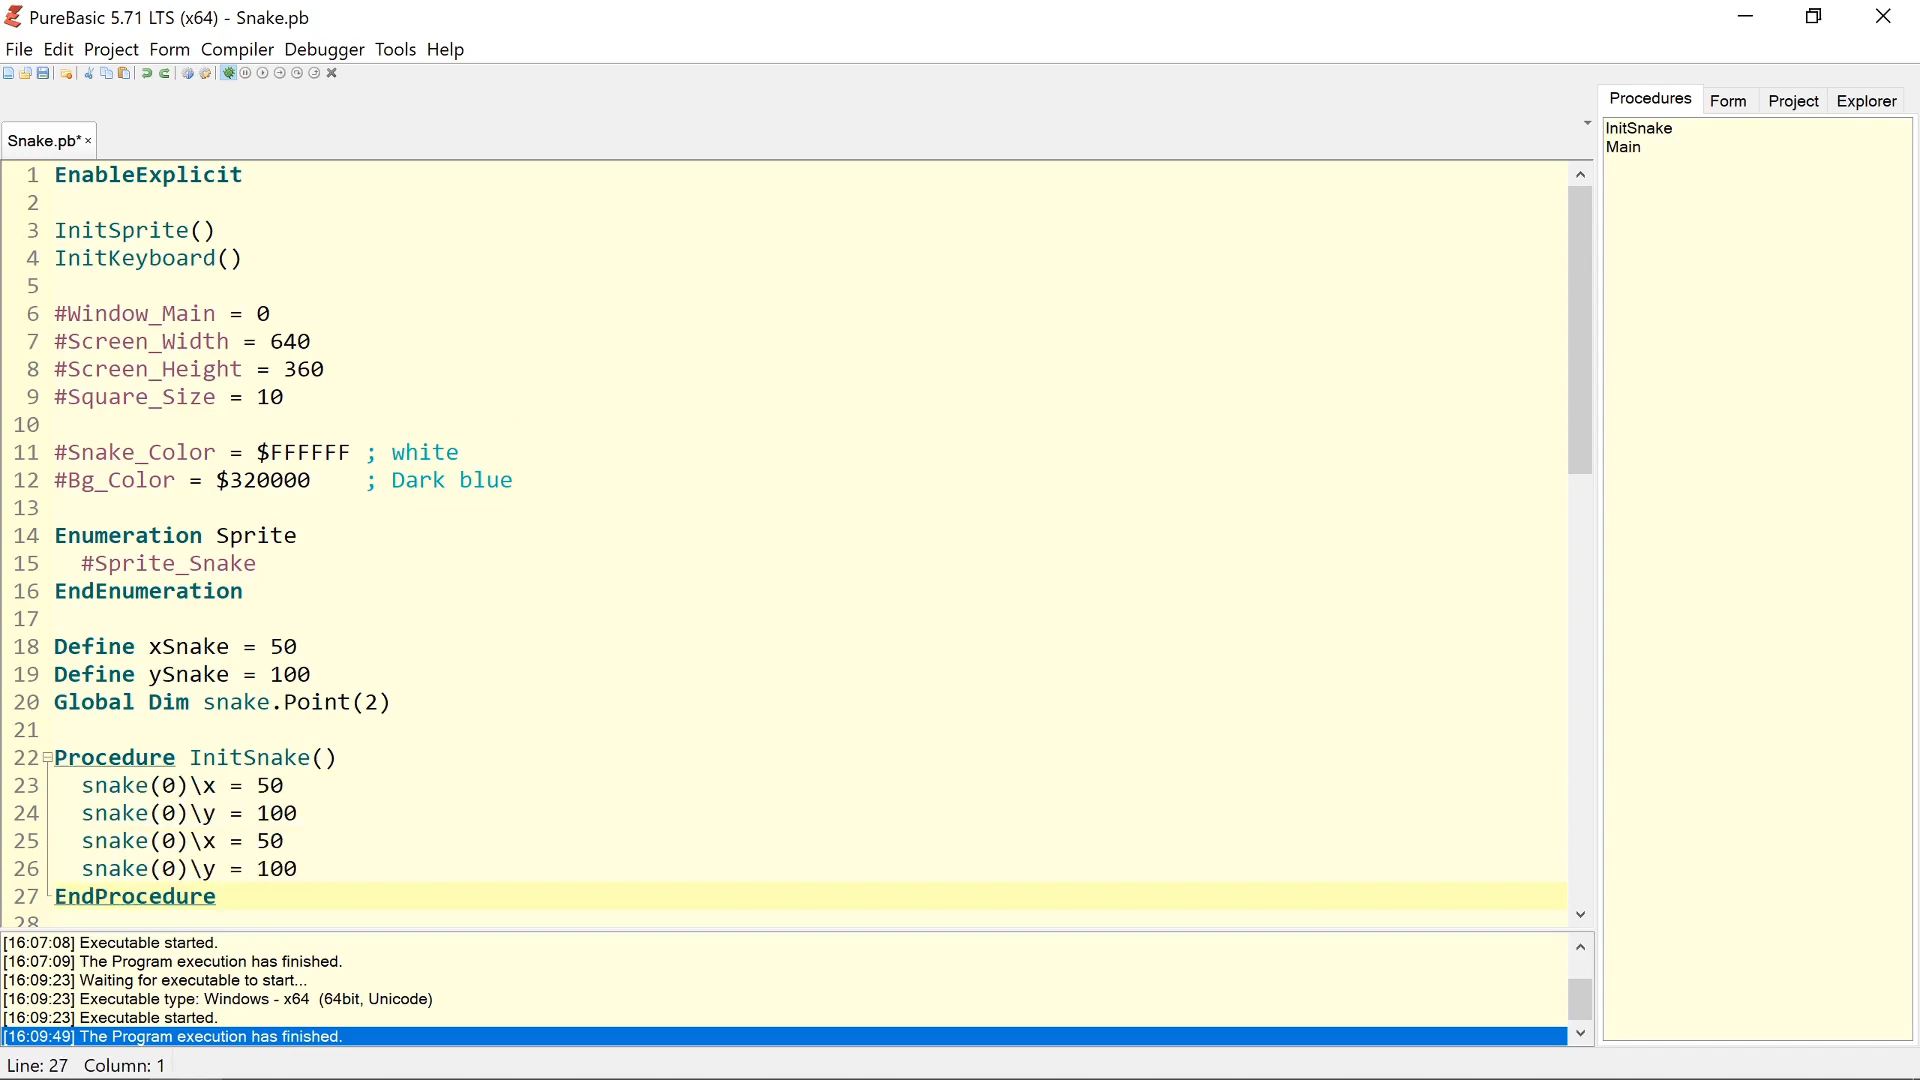 PureBasic 5.71 LTS (x64) - Snake.pb
File Edit Project Form Compiler Debugger Tools Help
Procedures Form Project Explorer
Snake.pb*
InitSnake
Main
1 EnableExplicit
2
3 InitSprite()
4 InitKeyboard()
5
6 #Window_Main = 0
7 #Screen_Width = 640
8 #Screen_Height = 360
9 #Square_Size = 10
10
11 #Snake_Color = $FFFFFF ; white
12 #Bg_Color = $320000    ; Dark blue
13
14 Enumeration Sprite
15   #Sprite_Snake
16 EndEnumeration
17
18 Define xSnake = 50
19 Define ySnake = 100
20 Global Dim snake.Point(2)
21
22 Procedure InitSnake()
23   snake(0)\x = 50
24   snake(0)\y = 100
25   snake(0)\x = 50
26   snake(0)\y = 100
27 EndProcedure
28
[16:07:08] Executable started.
[16:07:09] The Program execution has finished.
[16:09:23] Waiting for executable to start...
[16:09:23] Executable type: Windows - x64  (64bit, Unicode)
[16:09:23] Executable started.
[16:09:49] The Program execution has finished.
Line: 27   Column: 1